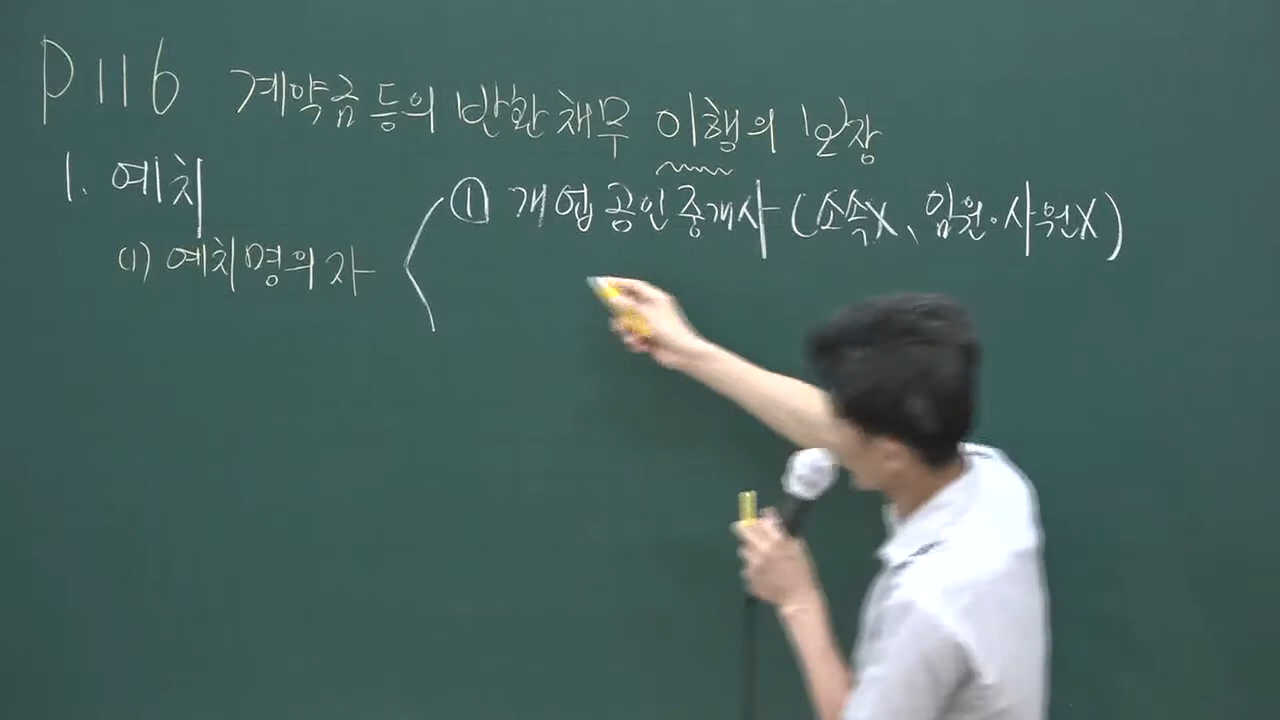 P116 계약금등의 반환채무 이행의 보장
1. 예치
(1) 예치명의자
① 개업공인중개사 (소속X, 임원·사원X)